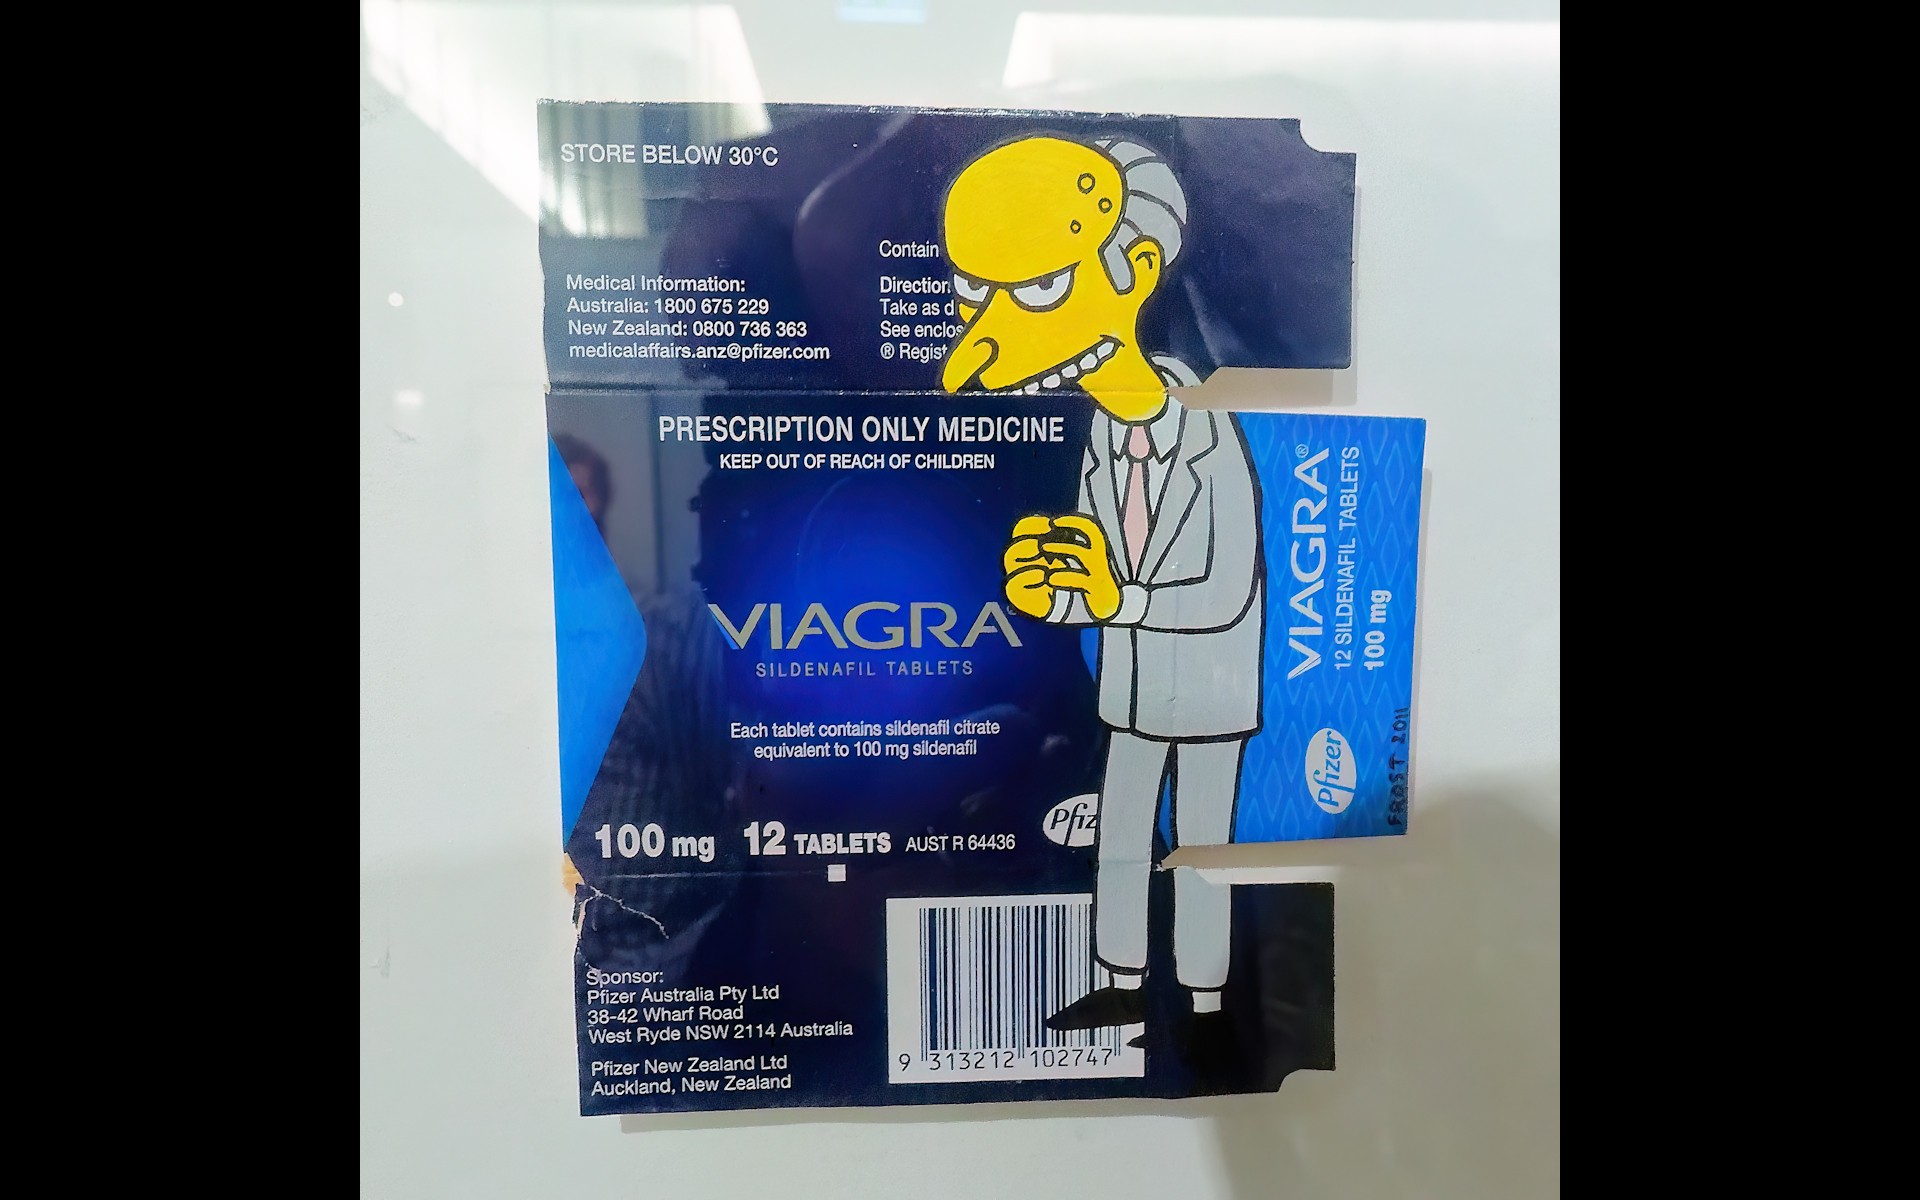 STORE BELOW 30°C
Medical Information:
Australia: 1800 675 229
New Zealand: 0800 736 363
medicalaffairs.anz@pfizer.com
Contain
Direction
Take as d
See enclos
® Regist
PRESCRIPTION ONLY MEDICINE
KEEP OUT OF REACH OF CHILDREN
VIAGRA®
SILDENAFIL TABLETS
Each tablet contains sildenafil citrate
equivalent to 100 mg sildenafil
100 mg 12 TABLETS AUST R 64436
Pfiz
VIAGRA®
12 SILDENAFIL TABLETS
100 mg
Pfizer
FROST 2011
Sponsor:
Pfizer Australia Pty Ltd
38-42 Wharf Road
West Ryde NSW 2114 Australia
Pfizer New Zealand Ltd
Auckland, New Zealand
9 313212 102747